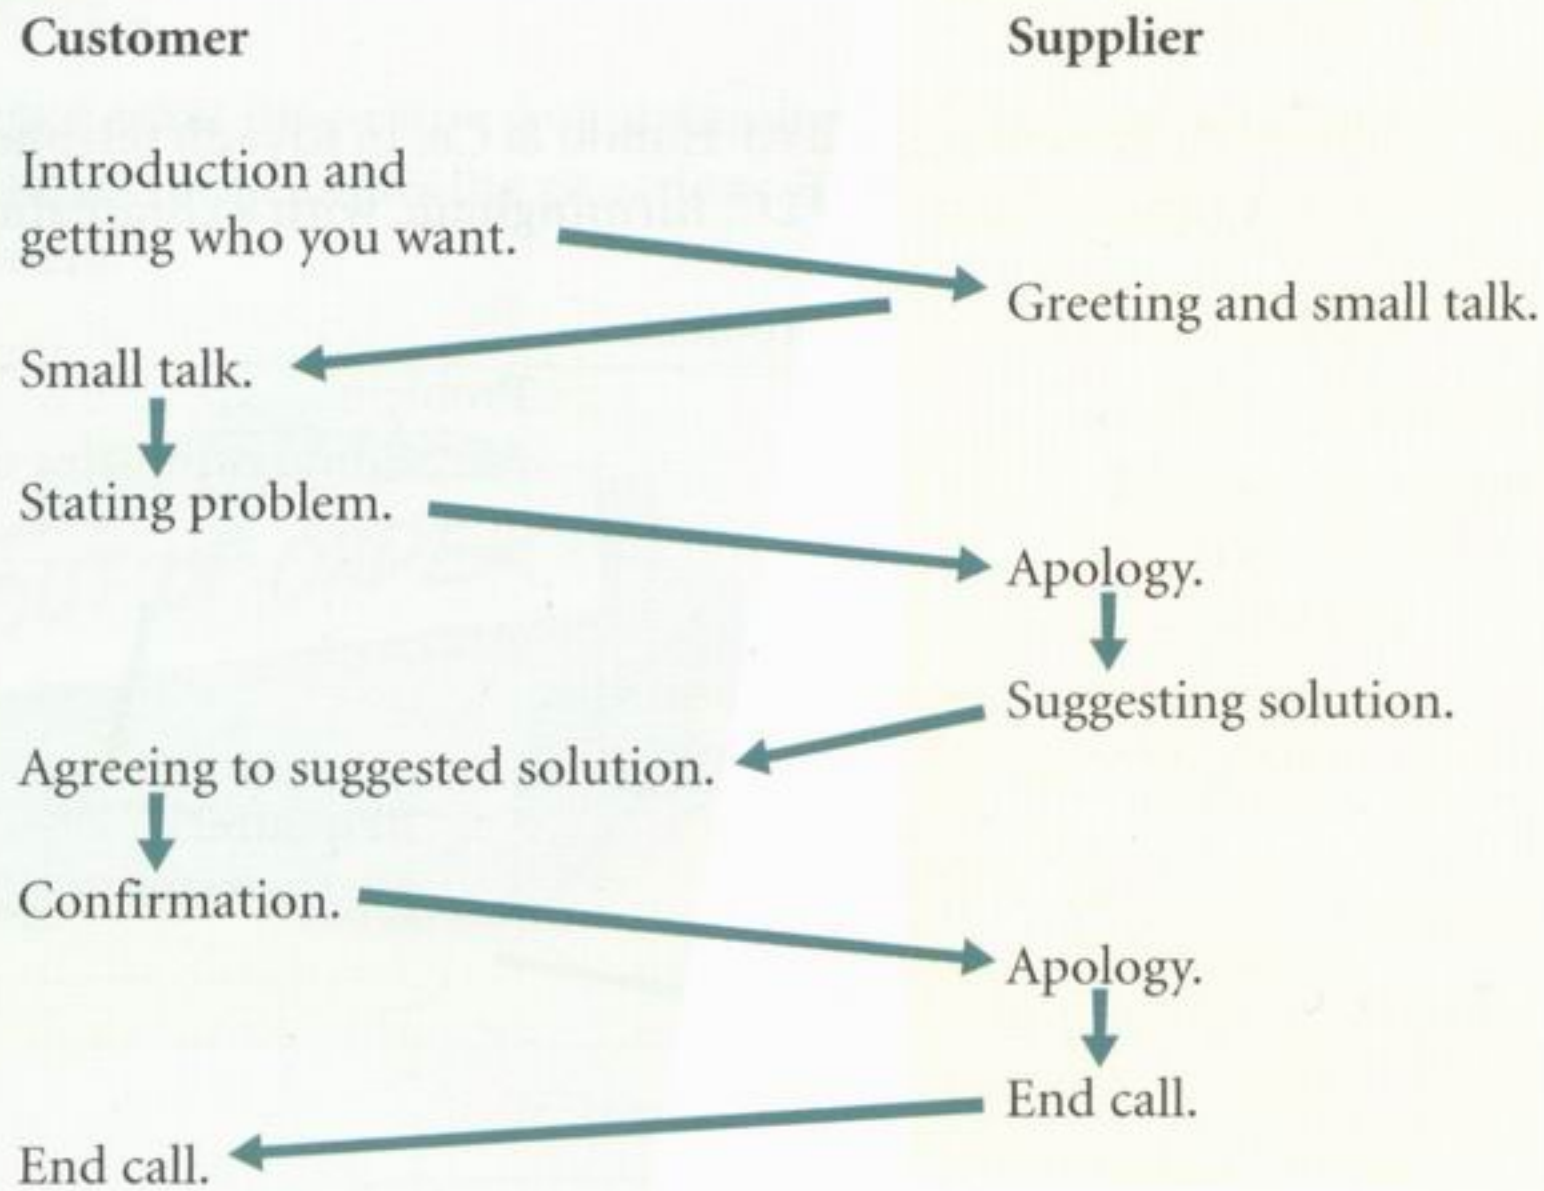 Customer
Supplier
Introduction and
getting who you want.
Greeting and small talk.
Small talk.
Stating problem.
Apology.
Suggesting solution.
Agreeing to suggested solution.
Confirmation.
Apology.
End call.
End call.